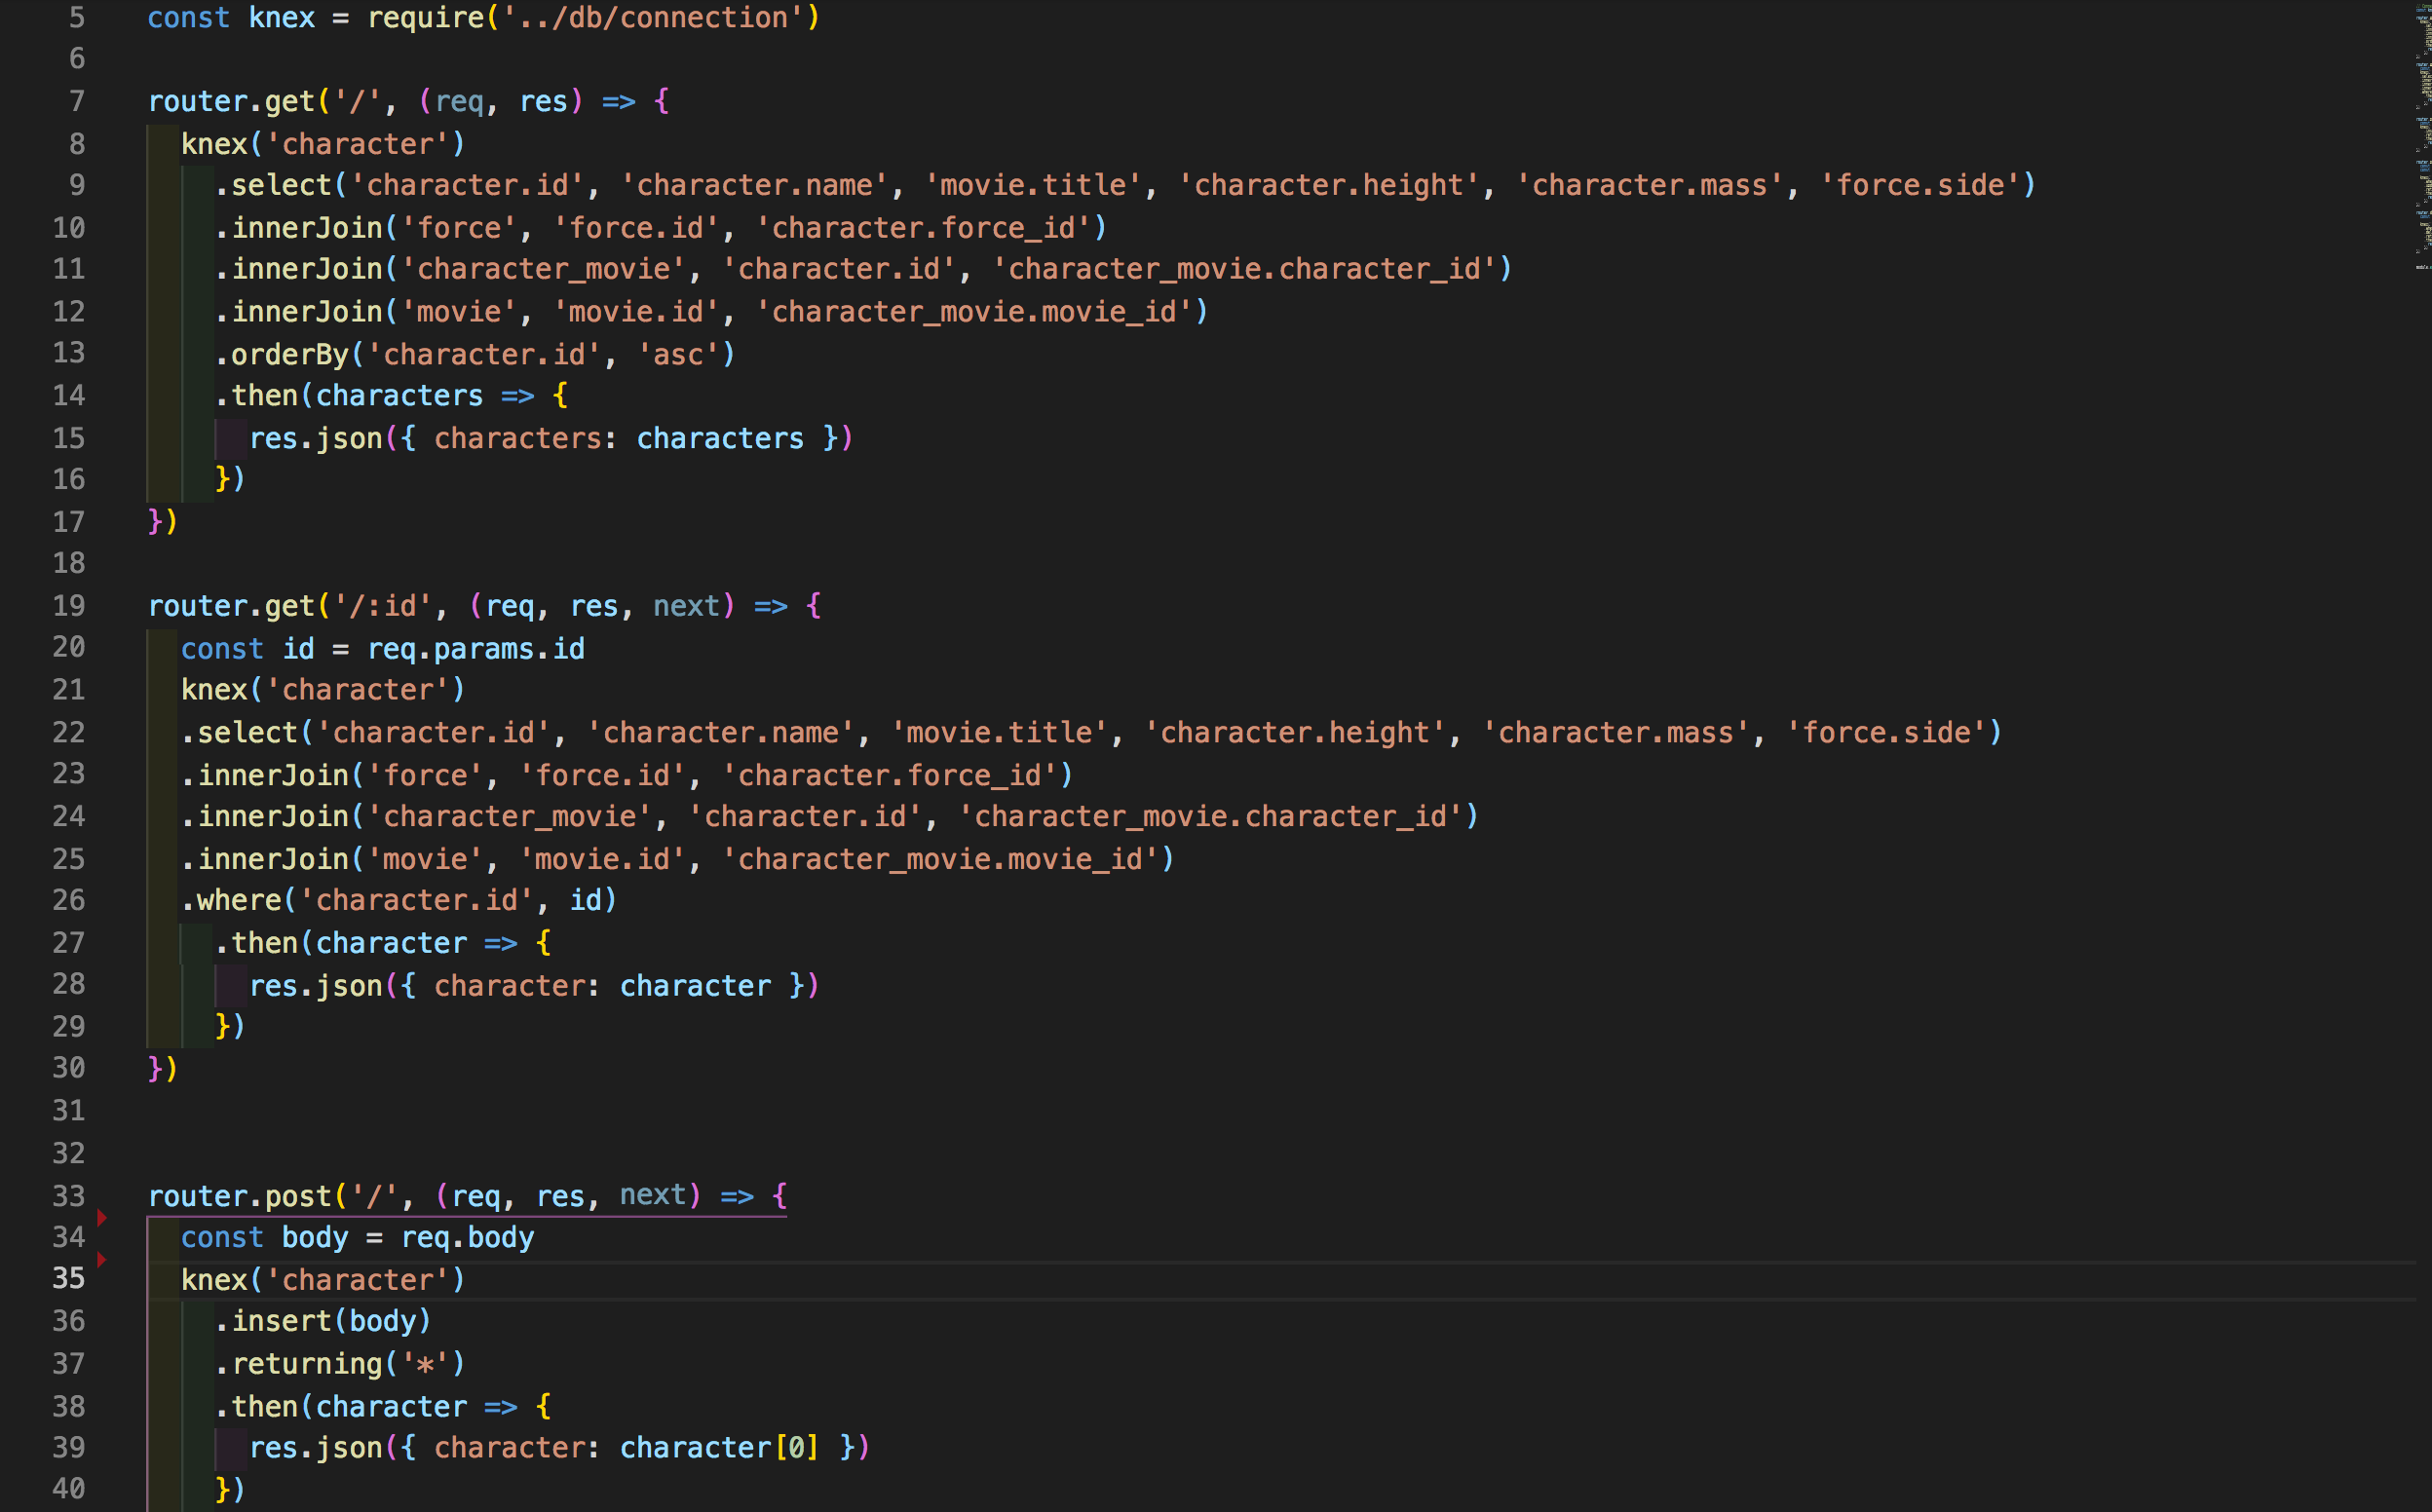 5 const knex = require('../db/connection')
6
7 router.get('/', (req, res) => {
8   knex('character')
9     .select('character.id', 'character.name', 'movie.title', 'character.height', 'character.mass', 'force.side')
10     .innerJoin('force', 'force.id', 'character.force_id')
11     .innerJoin('character_movie', 'character.id', 'character_movie.character_id')
12     .innerJoin('movie', 'movie.id', 'character_movie.movie_id')
13     .orderBy('character.id', 'asc')
14     .then(characters => {
15       res.json({ characters: characters })
16     })
17 })
18
19 router.get('/:id', (req, res, next) => {
20   const id = req.params.id
21   knex('character')
22   .select('character.id', 'character.name', 'movie.title', 'character.height', 'character.mass', 'force.side')
23   .innerJoin('force', 'force.id', 'character.force_id')
24   .innerJoin('character_movie', 'character.id', 'character_movie.character_id')
25   .innerJoin('movie', 'movie.id', 'character_movie.movie_id')
26   .where('character.id', id)
27     .then(character => {
28       res.json({ character: character })
29     })
30 })
31
32
33 router.post('/', (req, res, next) => {
34   const body = req.body
35   knex('character')
36     .insert(body)
37     .returning('*')
38     .then(character => {
39       res.json({ character: character[0] })
40     })